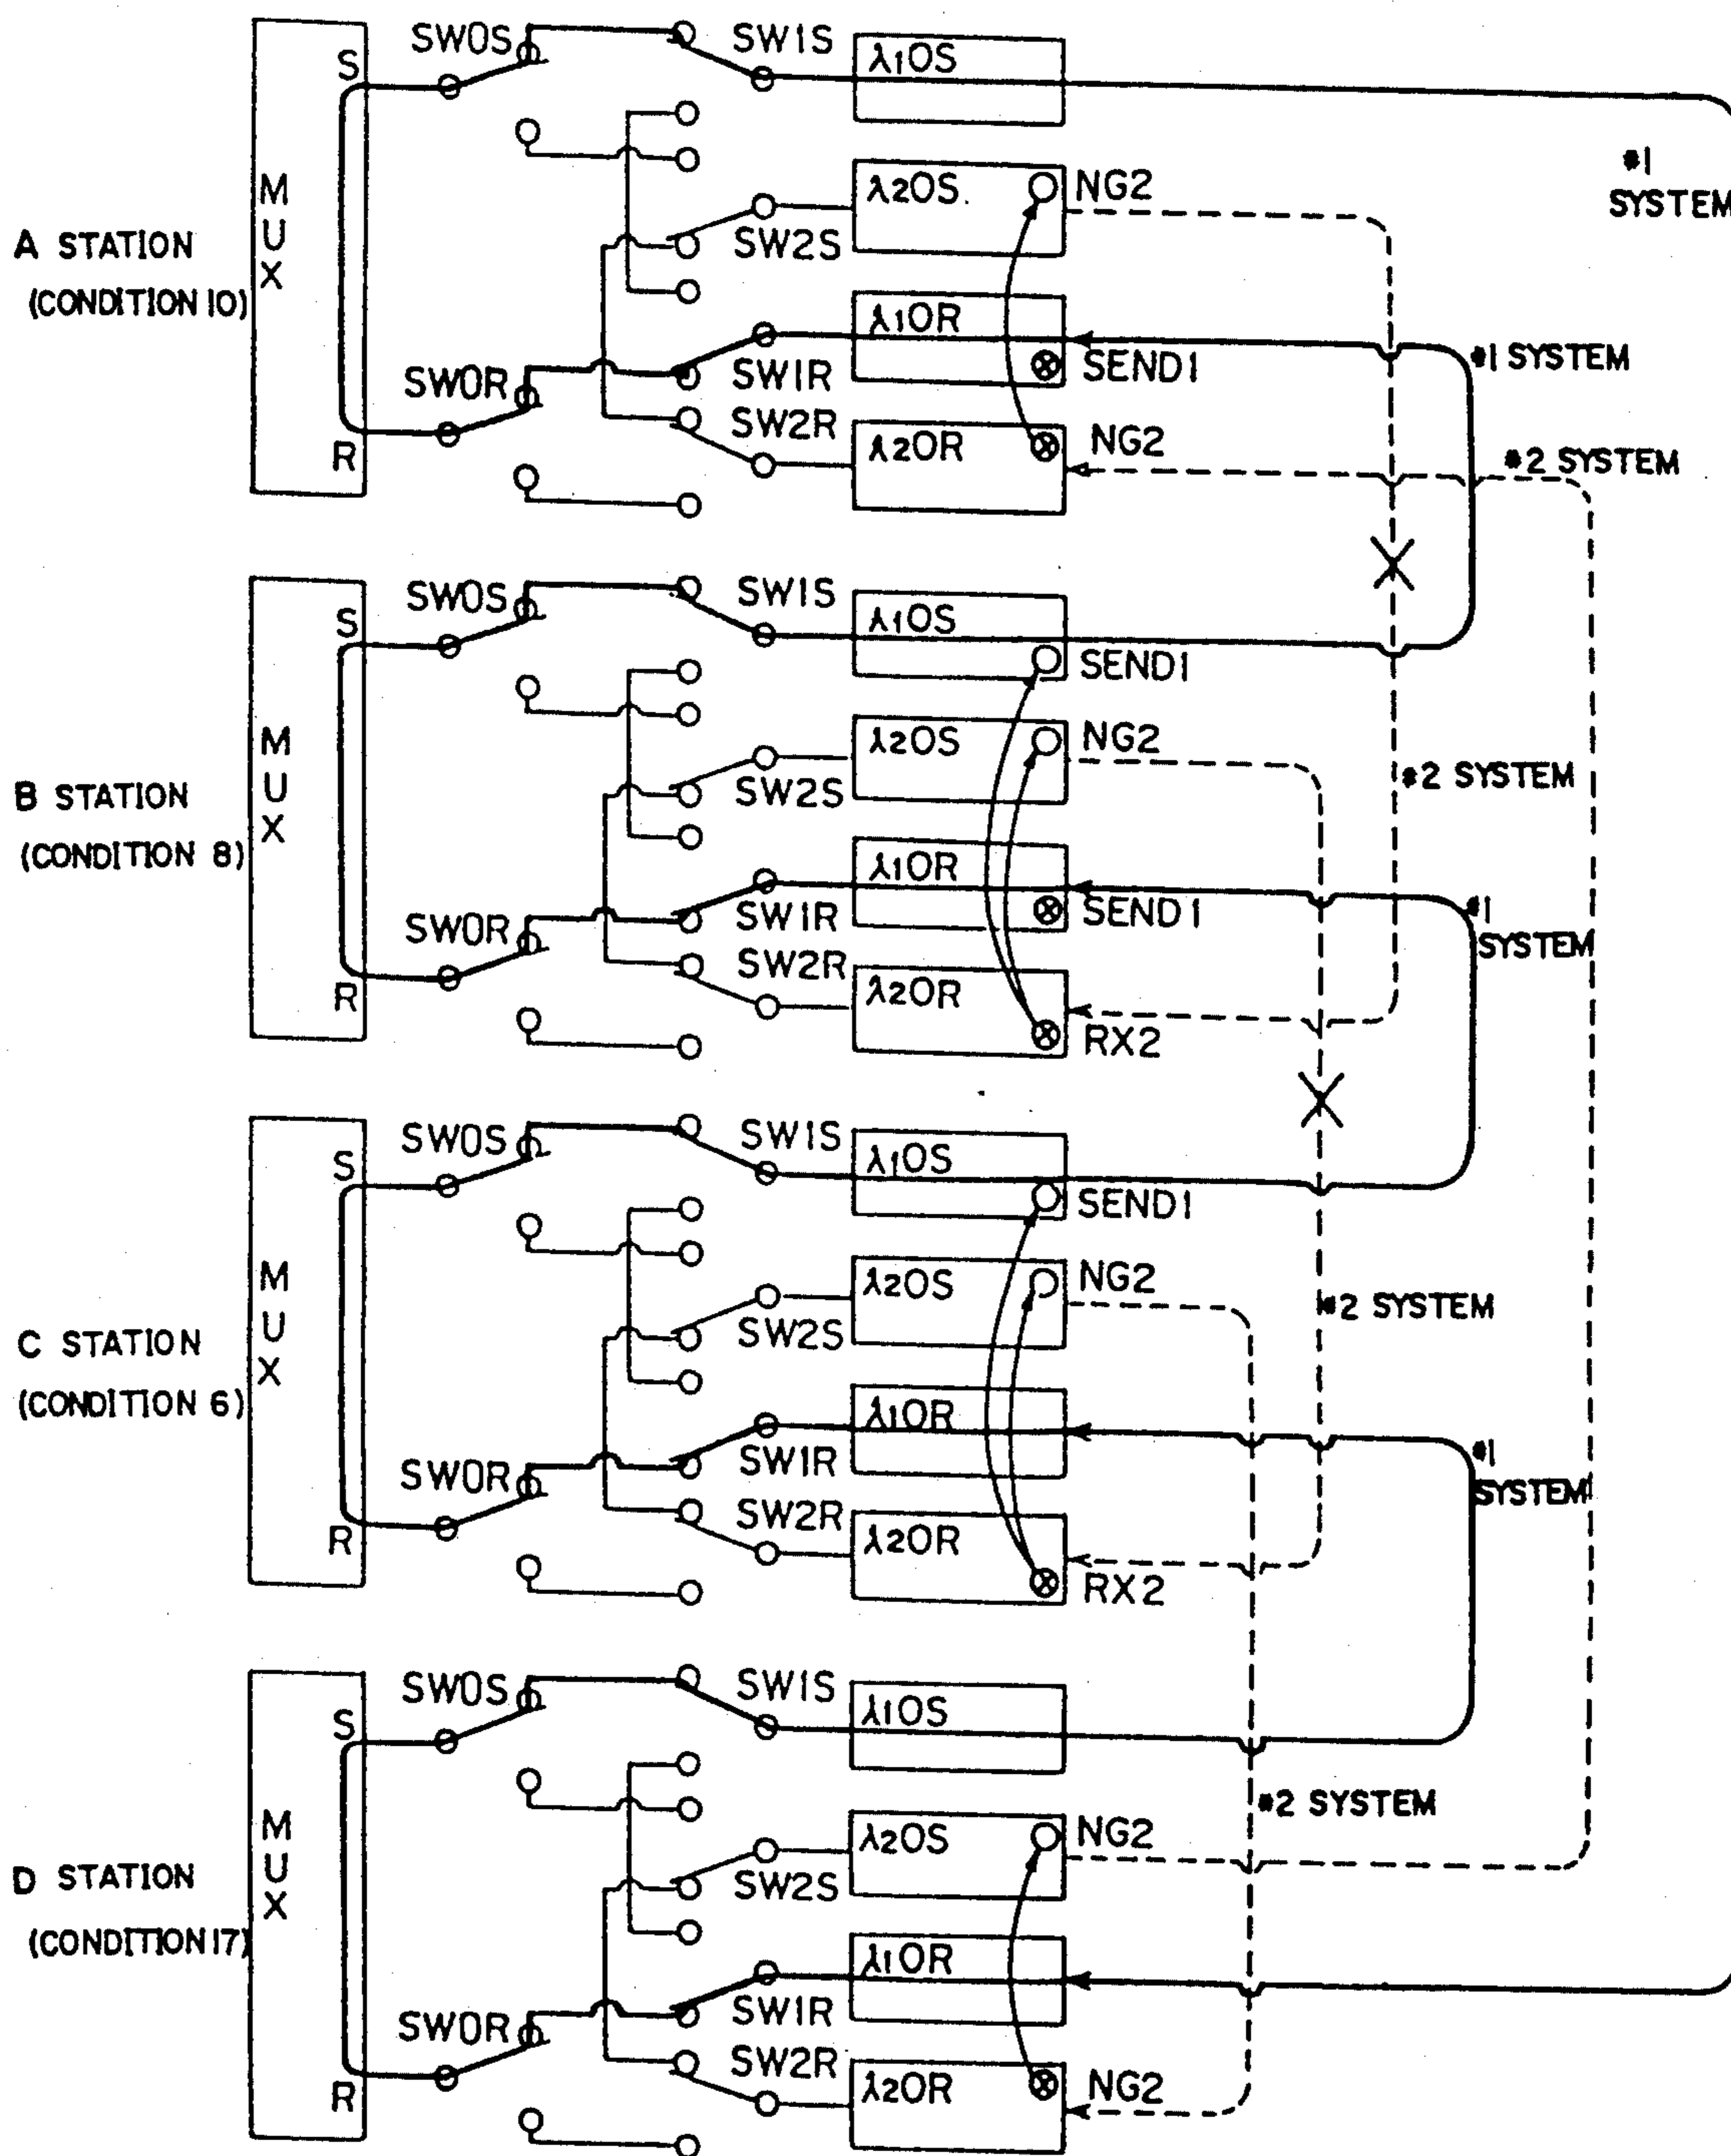 SW0S
SW1S
λ1OS
S
#1
SYSTEM
MUX
λ2OS.
NG2
A STATION
SW2S
(CONDITION 10)
λ1OR
#1 SYSTEM
SW0R
SW1R
SEND1
SW2R
λ2OR
NG2
R
#2 SYSTEM
SW0S
SW1S
λ1OS
S
SEND1
MUX
λ2OS
NG2
B STATION
SW2S
#2 SYSTEM
(CONDITION 8)
λ1OR
SW0R
SW1R
SEND1
#1
SYSTEM
SW2R
λ2OR
R
RX2
SW0S
SW1S
λ1OS
S
SEND1
MUX
λ2OS
NG2
#2 SYSTEM
C STATION
SW2S
(CONDITION 6)
λ1OR
SW0R
SW1R
#1
SYSTEM
SW2R
λ2OR
R
RX2
SW0S
SW1S
λ1OS
S
#2 SYSTEM
MUX
λ2OS
NG2
D STATION
SW2S
(CONDITION 17)
λ1OR
SW0R
SW1R
SW2R
λ2OR
NG2
R